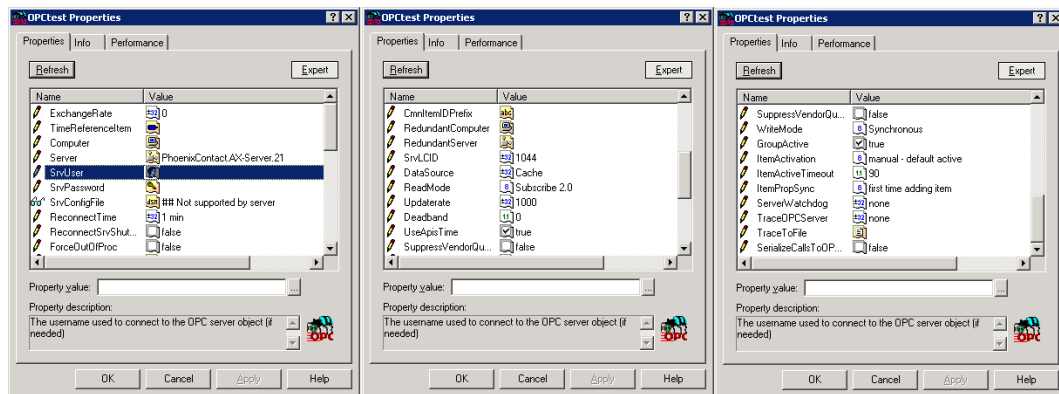 OPCtest Properties
Properties Info Performance
Refresh Expert
Name Value
ExchangeRate 0
TimeReferenceItem
Computer
Server PhoenixContact.AX-Server.21
SrvUser
SrvPassword
SrvConfigFile ## Not supported by server
ReconnectTime 1 min
ReconnectSrvShut... false
ForceOutOfProc false
Property value: ...
Property description:
The username used to connect to the OPC server object (if
needed)
OPC
OK Cancel Apply Help
OPCtest Properties
Properties Info Performance
Refresh Expert
Name Value
CmnItemIDPrefix
RedundantComputer
RedundantServer
SrvLCID 1044
DataSource Cache
ReadMode Subscribe 2.0
Updaterate 1000
Deadband 0
UseApisTime true
SuppressVendorQu... false
Property value: ...
Property description:
The username used to connect to the OPC server object (if
needed)
OPC
OK Cancel Apply Help
OPCtest Properties
Properties Info Performance
Refresh Expert
Name Value
SuppressVendorQu... false
WriteMode Synchronous
GroupActive true
ItemActivation manual - default active
ItemActiveTimeout 90
ItemPropSync first time adding item
ServerWatchdog none
TraceOPCServer none
TraceToFile
SerializeCallsToOP... false
Property value: ...
Property description:
The username used to connect to the OPC server object (if
needed)
OPC
OK Cancel Apply Help